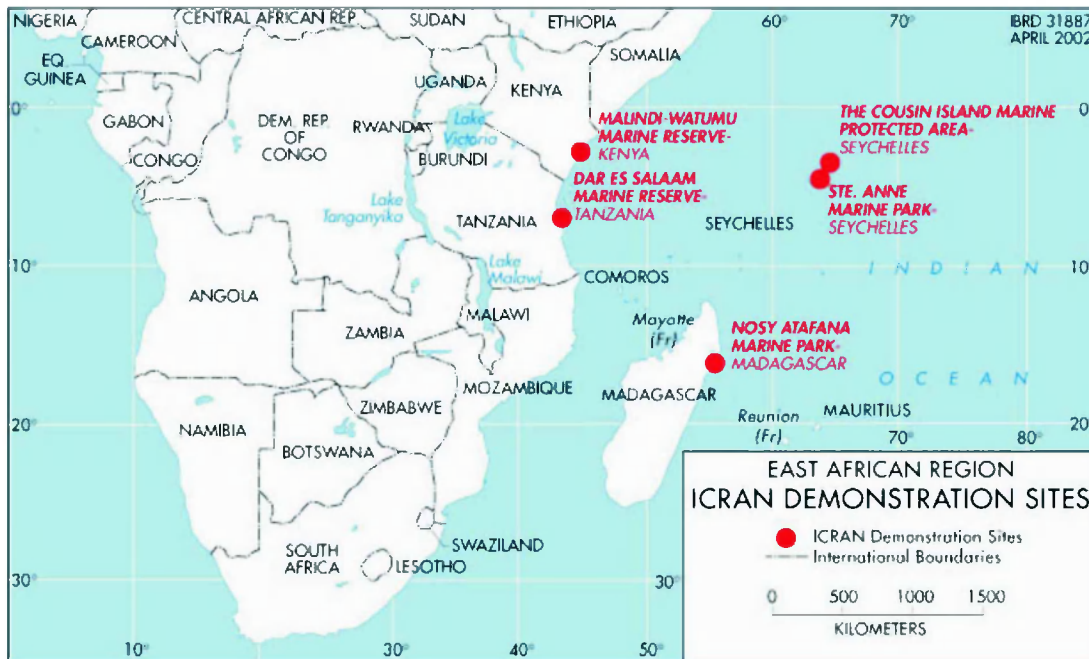 NIGERIA
CENTRAL AFRICAN REP.
SUDAN
ETHIOPIA
60°
70°
IBRD 31887
APRIL 2002
CAMEROON
EQ.
GUINEA
SOMALIA
UGANDA
KENYA
0°
GABON
CONGO
DEM. REP.
OF
CONGO
RWANDA
BURUNDI
Lake
Victoria
MALINDI-WATUMU
MARINE RESERVE-
KENYA
THE COUSIN ISLAND MARINE
PROTECTED AREA-
SEYCHELLES
0°
DAR ES SALAAM
MARINE RESERVE-
TANZANIA
STE. ANNE
MARINE PARK-
SEYCHELLES
Lake
Tanganyika
TANZANIA
SEYCHELLES
10°
Lake
Malawi
COMOROS
INDIAN
10°
ANGOLA
ZAMBIA
MALAWI
Mayotte
(Fr)
NOSY ATAFANA
MARINE PARK-
MADAGASCAR
MOZAMBIQUE
MADAGASCAR
OCEAN
ZIMBABWE
NAMIBIA
BOTSWANA
Reunion
(Fr)
MAURITIUS
20°
70°
80°
20°
SWAZILAND
SOUTH
AFRICA
LESOTHO
30°
30°
10°
30°
40°
50°
EAST AFRICAN REGION
ICRAN DEMONSTRATION SITES
ICRAN Demonstration Sites
International Boundaries
0 500 1000 1500
KILOMETERS